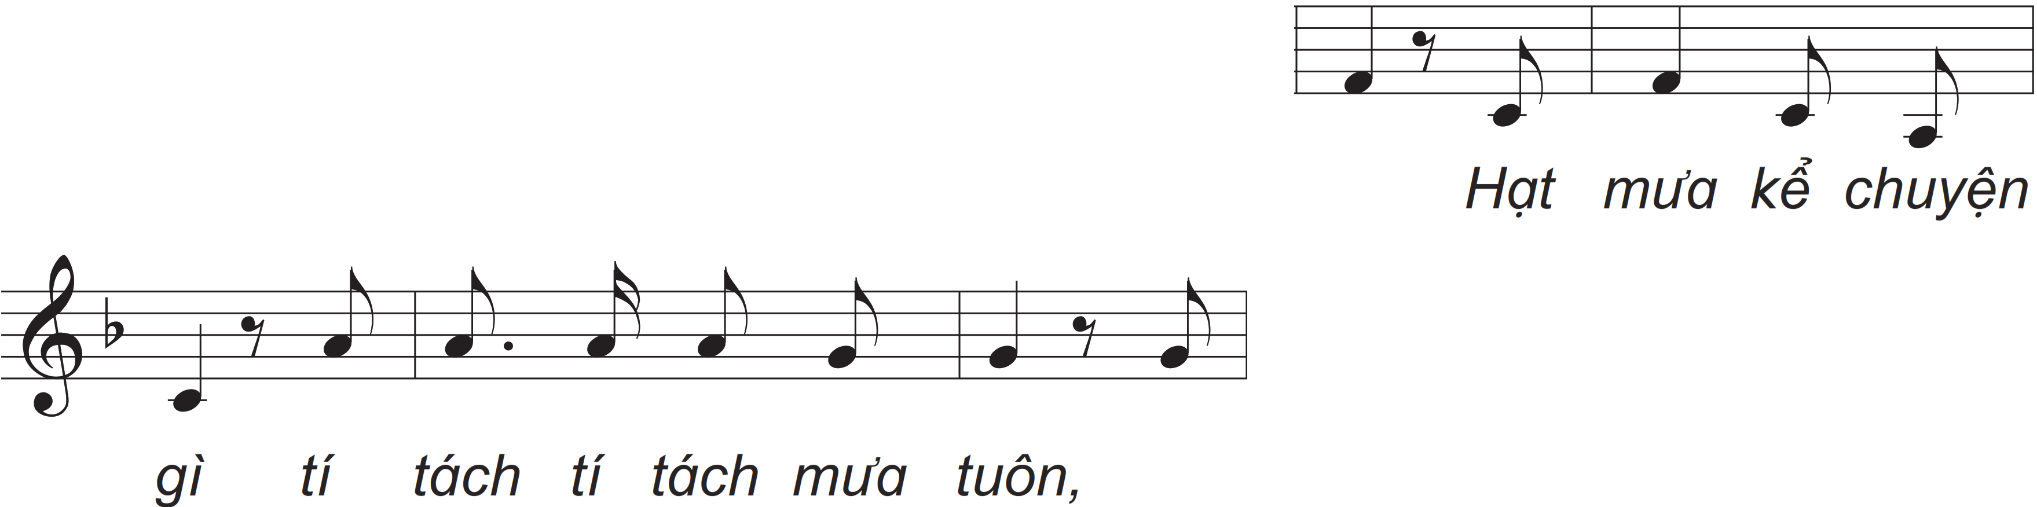 Hạt mưa kể chuyện
gì tí tách tí tách mưa tuôn,